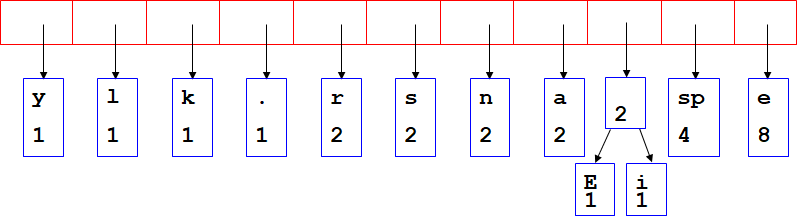 y l k . r s n a sp e
1 1 1 1 2 2 2 2 2 4 8
E i
1 1